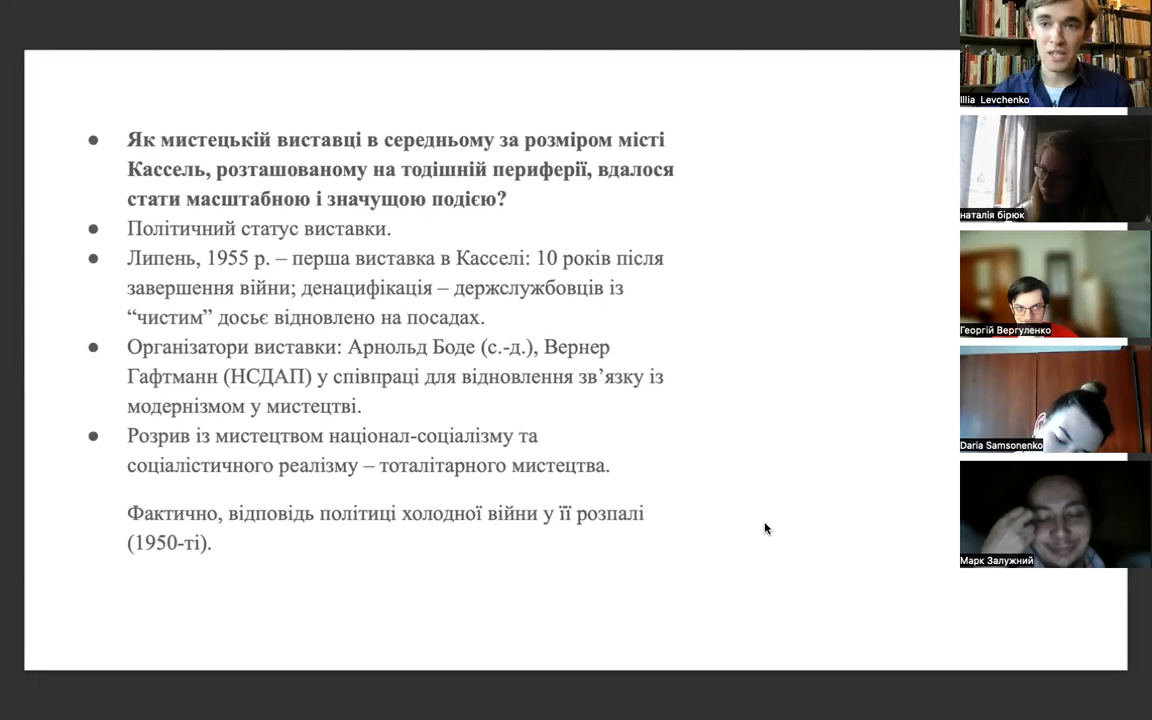 ● Як мистецькій виставці в середньому за розміром місті
Кассель, розташованому на тодішній периферії, вдалося
стати масштабною і значущою подією?
● Політичний статус виставки.
● Липень, 1955 р. – перша виставка в Касселі: 10 років після
завершення війни; денацифікація – держслужбовців із
“чистим” досьє відновлено на посадах.
● Організатори виставки: Арнольд Боде (с.-д.), Вернер
Гафтманн (НСДАП) у співпраці для відновлення зв’язку із
модернізмом у мистецтві.
● Розрив із мистецтвом націонал-соціалізму та
соціалістичного реалізму – тоталітарного мистецтва.
Фактично, відповідь політиці холодної війни у її розпалі
(1950-ті).
Illia Levchenko
наталія бірюк
Георгій Вергуленко
Daria Samsonenko
Марк Залужний